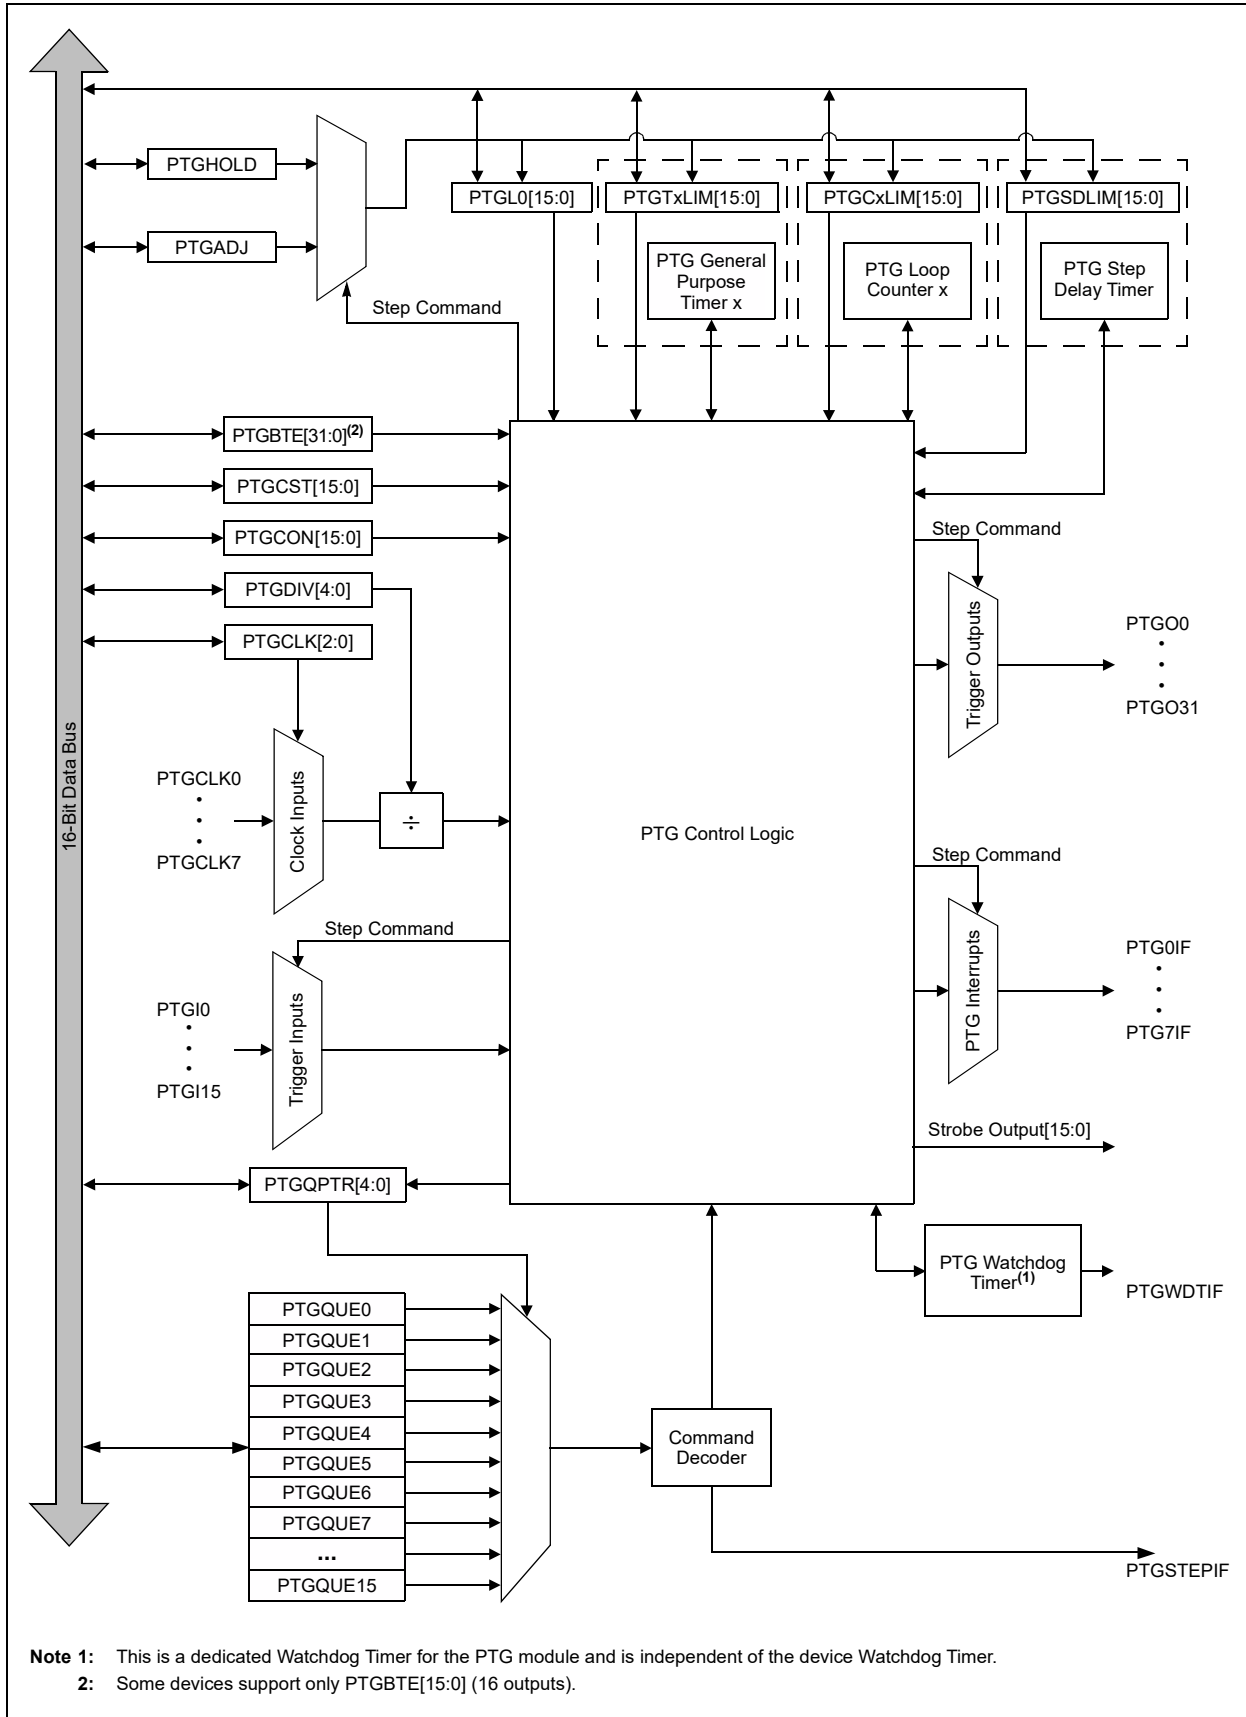 PTGHOLD
PTGADJ
PTGL0[15:0]
PTGTxLIM[15:0]
PTGCxLIM[15:0]
PTGSDLIM[15:0]
PTG General
Purpose
Timer x
PTG Loop
Counter x
PTG Step
Delay Timer
Step Command
PTGBTE[31:0](2)
PTGCST[15:0]
PTGCON[15:0]
PTGDIV[4:0]
PTGCLK[2:0]
16-Bit Data Bus
PTGCLK0
PTGCLK7
Clock Inputs
÷
PTG Control Logic
Step Command
Trigger Outputs
PTGO0
PTGO31
Step Command
PTGI0
PTGI15
Trigger Inputs
Step Command
PTG Interrupts
PTG0IF
PTG7IF
Strobe Output[15:0]
PTGQPTR[4:0]
PTG Watchdog
Timer(1)
PTGWDTIF
PTGQUE0
PTGQUE1
PTGQUE2
PTGQUE3
PTGQUE4
PTGQUE5
PTGQUE6
PTGQUE7
...
PTGQUE15
Command
Decoder
PTGSTEPIF
Note 1: This is a dedicated Watchdog Timer for the PTG module and is independent of the device Watchdog Timer.
2: Some devices support only PTGBTE[15:0] (16 outputs).